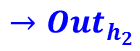 → Out_{h_2}